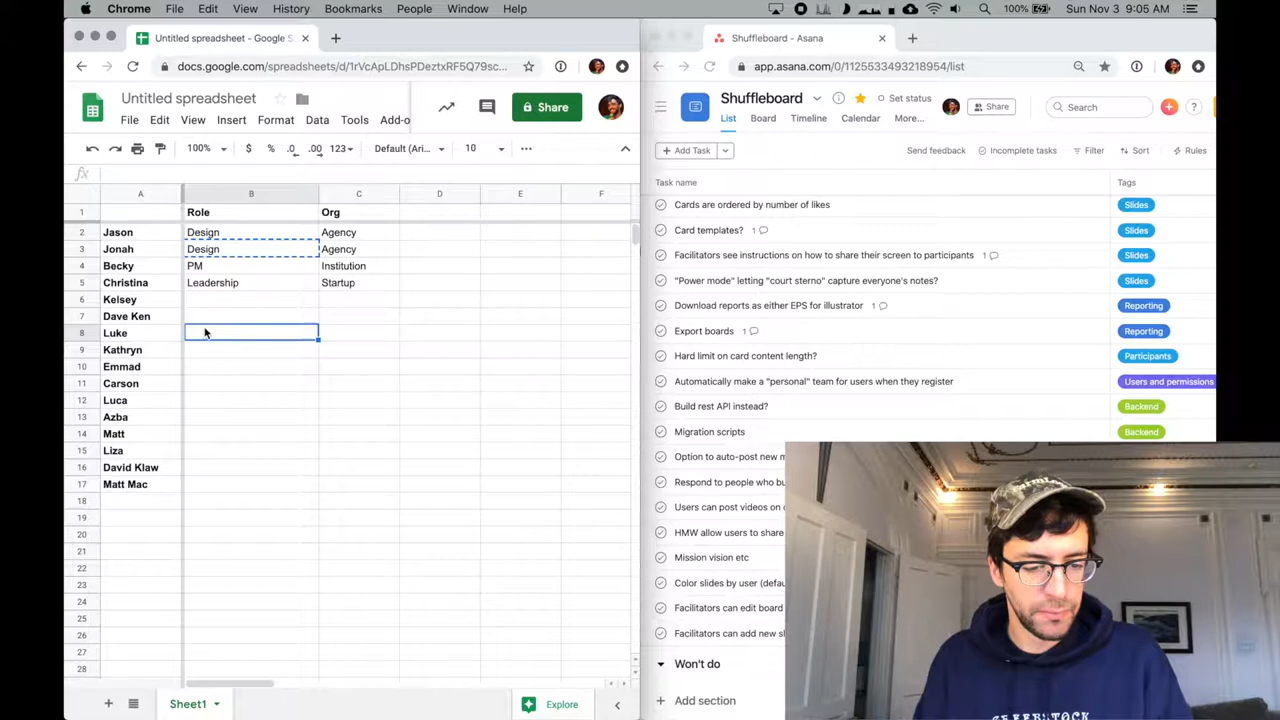 Chrome File Edit View History Bookmarks People Window Help 100% Sun Nov 3 9:05 AM
Untitled spreadsheet - Google S
docs.google.com/spreadsheets/d/1rVcApLDhsPDeztxRF5Q79sc...
Untitled spreadsheet
File Edit View Insert Format Data Tools Add-o
Share
100% $ % .0 .00 123 Default (Ari... 10
fx
A B C D E F
1 Role Org
2 Jason Design Agency
3 Jonah Design Agency
4 Becky PM Institution
5 Christina Leadership Startup
6 Kelsey
7 Dave Ken
8 Luke
9 Kathryn
10 Emmad
11 Carson
12 Luca
13 Azba
14 Matt
15 Liza
16 David Klaw
17 Matt Mac
18
19
20
21
22
23
24
25
26
27
28
Sheet1 Explore
Shuffleboard - Asana
app.asana.com/0/1125533493218954/list
Shuffleboard Set status
List Board Timeline Calendar More...
Share Search ?
+ Add Task Send feedback Incomplete tasks Filter Sort Rules
Task name Tags
Cards are ordered by number of likes Slides
Card templates? 1 Slides
Facilitators see instructions on how to share their screen to participants 1 Slides
"Power mode" letting "court sterno" capture everyone's notes? Slides
Download reports as either EPS for illustrator 1 Reporting
Export boards 1 Reporting
Hard limit on card content length? Participants
Automatically make a "personal" team for users when they register Users and permissions
Build rest API instead? Backend
Migration scripts Backend
Option to auto-post new m
Respond to people who bu
Users can post videos on
HMW allow users to share
Mission vision etc
Color slides by user (defau
Facilitators can edit board
Facilitators can add new sl
Won't do
+ Add section